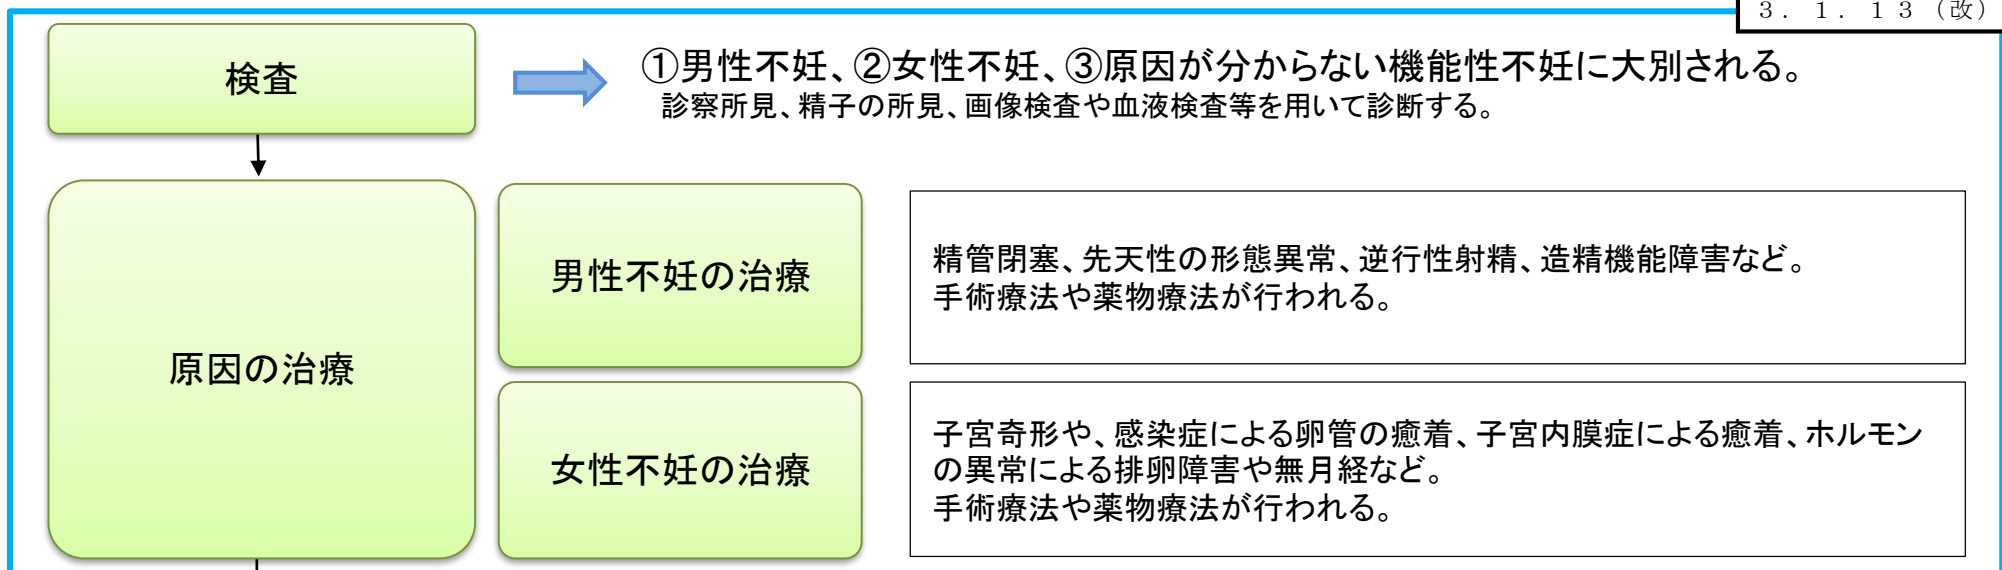 ３．１．１３（改）
検査
①男性不妊、②女性不妊、③原因が分からない機能性不妊に大別される。
診察所見、精子の所見、画像検査や血液検査等を用いて診断する。
原因の治療
男性不妊の治療
精管閉塞、先天性の形態異常、逆行性射精、造精機能障害など。
手術療法や薬物療法が行われる。
女性不妊の治療
子宮奇形や、感染症による卵管の癒着、子宮内膜症による癒着、ホルモン
の異常による排卵障害や無月経など。
手術療法や薬物療法が行われる。